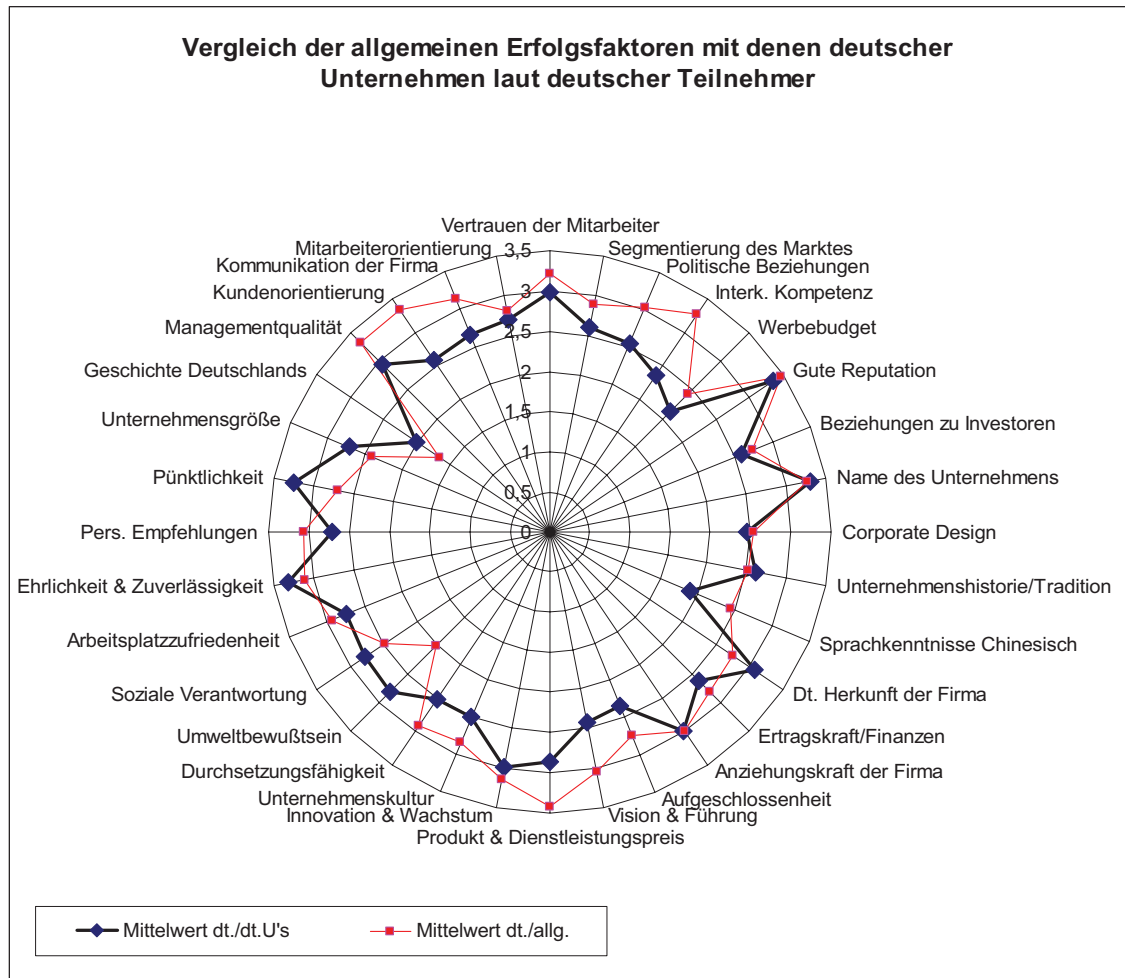 Vergleich der allgemeinen Erfolgsfaktoren mit denen deutscher
Unternehmen laut deutscher Teilnehmer
Vertrauen der Mitarbeiter
Segmentierung des Marktes
Politische Beziehungen
Interk. Kompetenz
Werbebudget
Gute Reputation
Beziehungen zu Investoren
Name des Unternehmens
Corporate Design
Unternehmenshistorie/Tradition
Sprachkenntnisse Chinesisch
Dt. Herkunft der Firma
Ertragskraft/Finanzen
Anziehungskraft der Firma
Aufgeschlossenheit
Vision & Führung
Produkt & Dienstleistungspreis
Innovation & Wachstum
Unternehmenskultur
Durchsetzungsfähigkeit
Umweltbewußtsein
Soziale Verantwortung
Arbeitsplatzzufriedenheit
Ehrlichkeit & Zuverlässigkeit
Pers. Empfehlungen
Pünktlichkeit
Unternehmensgröße
Geschichte Deutschlands
Managementqualität
Kundenorientierung
Kommunikation der Firma
Mitarbeiterorientierung
3,5
3
2,5
2
1,5
1
0,5
0
Mittelwert dt./dt.U's
Mittelwert dt./allg.